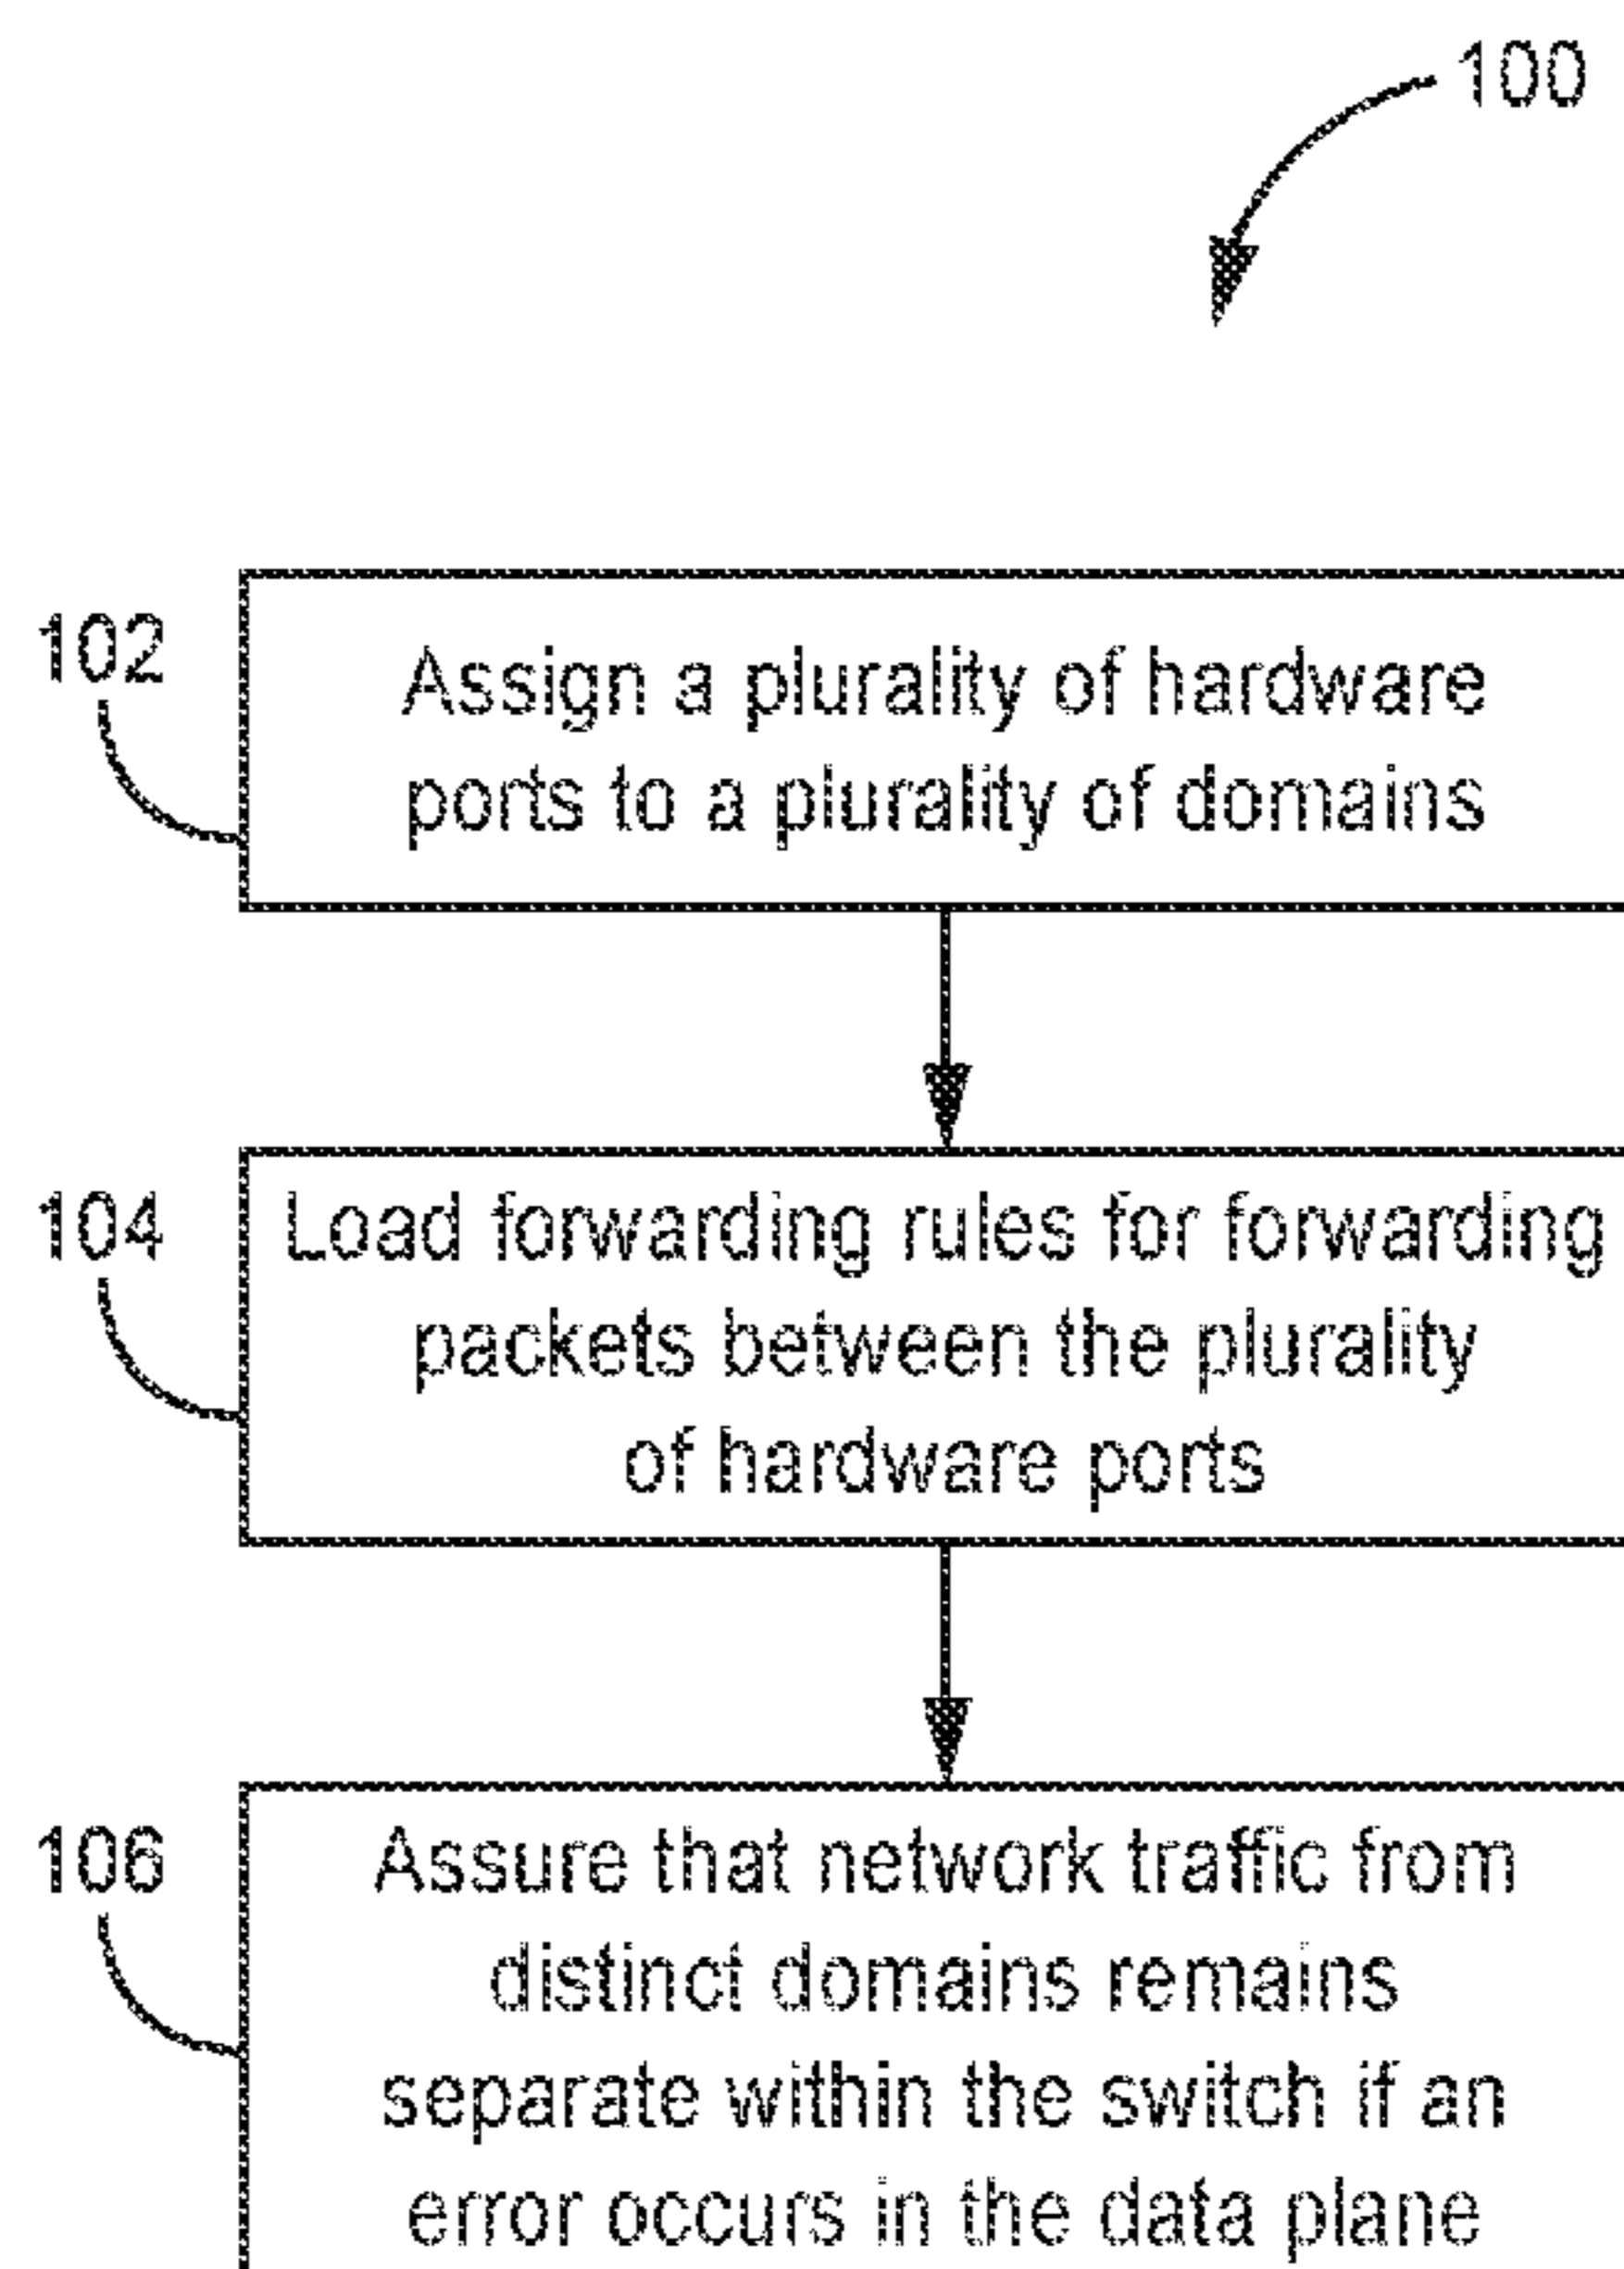 100
102
Assign a plurality of hardware
ports to a plurality of domains
104
Load forwarding rules for forwarding
packets between the plurality
of hardware ports
106
Assure that network traffic from
distinct domains remains
separate within the switch if an
error occurs in the data plane